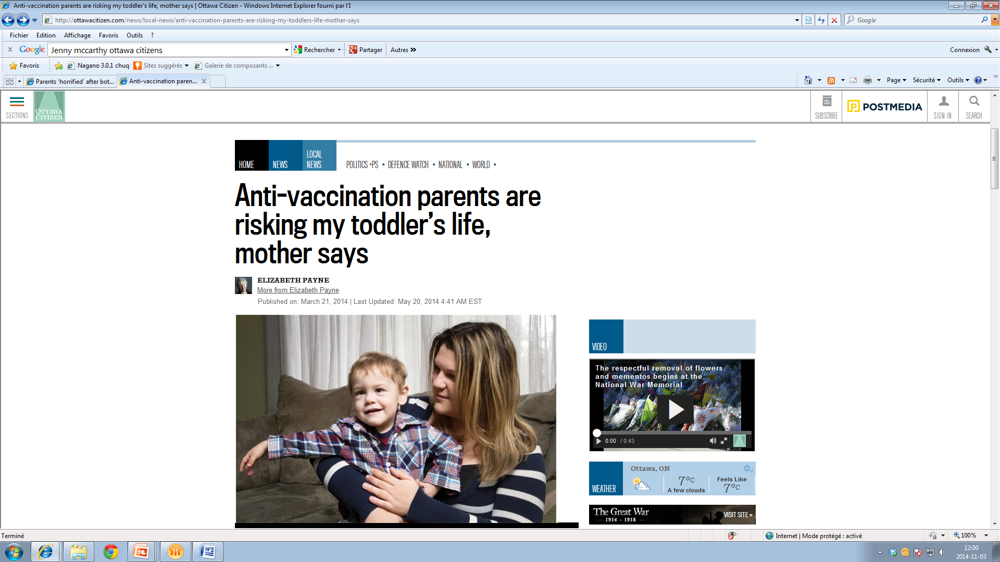 Anti-vaccination parents are risking my toddler's life, mother says | Ottawa Citizen - Windows Internet Explorer fourni par l'I
http://ottawacitizen.com/news/local-news/anti-vaccination-parents-are-risking-my-toddlers-life-mother-says
Google
Fichier Edition Affichage Favoris Outils ?
x Google Jenny mccarthy ottawa citizens Rechercher Partager Autres »
Connexion
Favoris Nagano 3.0.1 chuq Sites suggérés Galerie de composants ...
Parents 'horrified' after bot... Anti-vaccination paren... x
Page Sécurité Outils »
SECTIONS
OTTAWA
CITIZEN
SUBSCRIBE
POSTMEDIA
SIGN IN
SEARCH
HOME NEWS LOCAL
NEWS
POLITICS +PS • DEFENCE WATCH • NATIONAL • WORLD •
Anti-vaccination parents are
risking my toddler’s life,
mother says
ELIZABETH PAYNE
More from Elizabeth Payne
Published on: March 21, 2014 | Last Updated: May 20, 2014 4:41 AM EST
VIDEO
The respectful removal of flowers
and mementos begins at the
National War Memorial
0:00 / 0:43
WEATHER
Ottawa, ON
7°C
A few clouds
Feels Like
7°C
The Great War
1914 - 1918
VISIT SITE »
Terminé
Internet | Mode protégé : activé
100%
12:00
2014-11-03